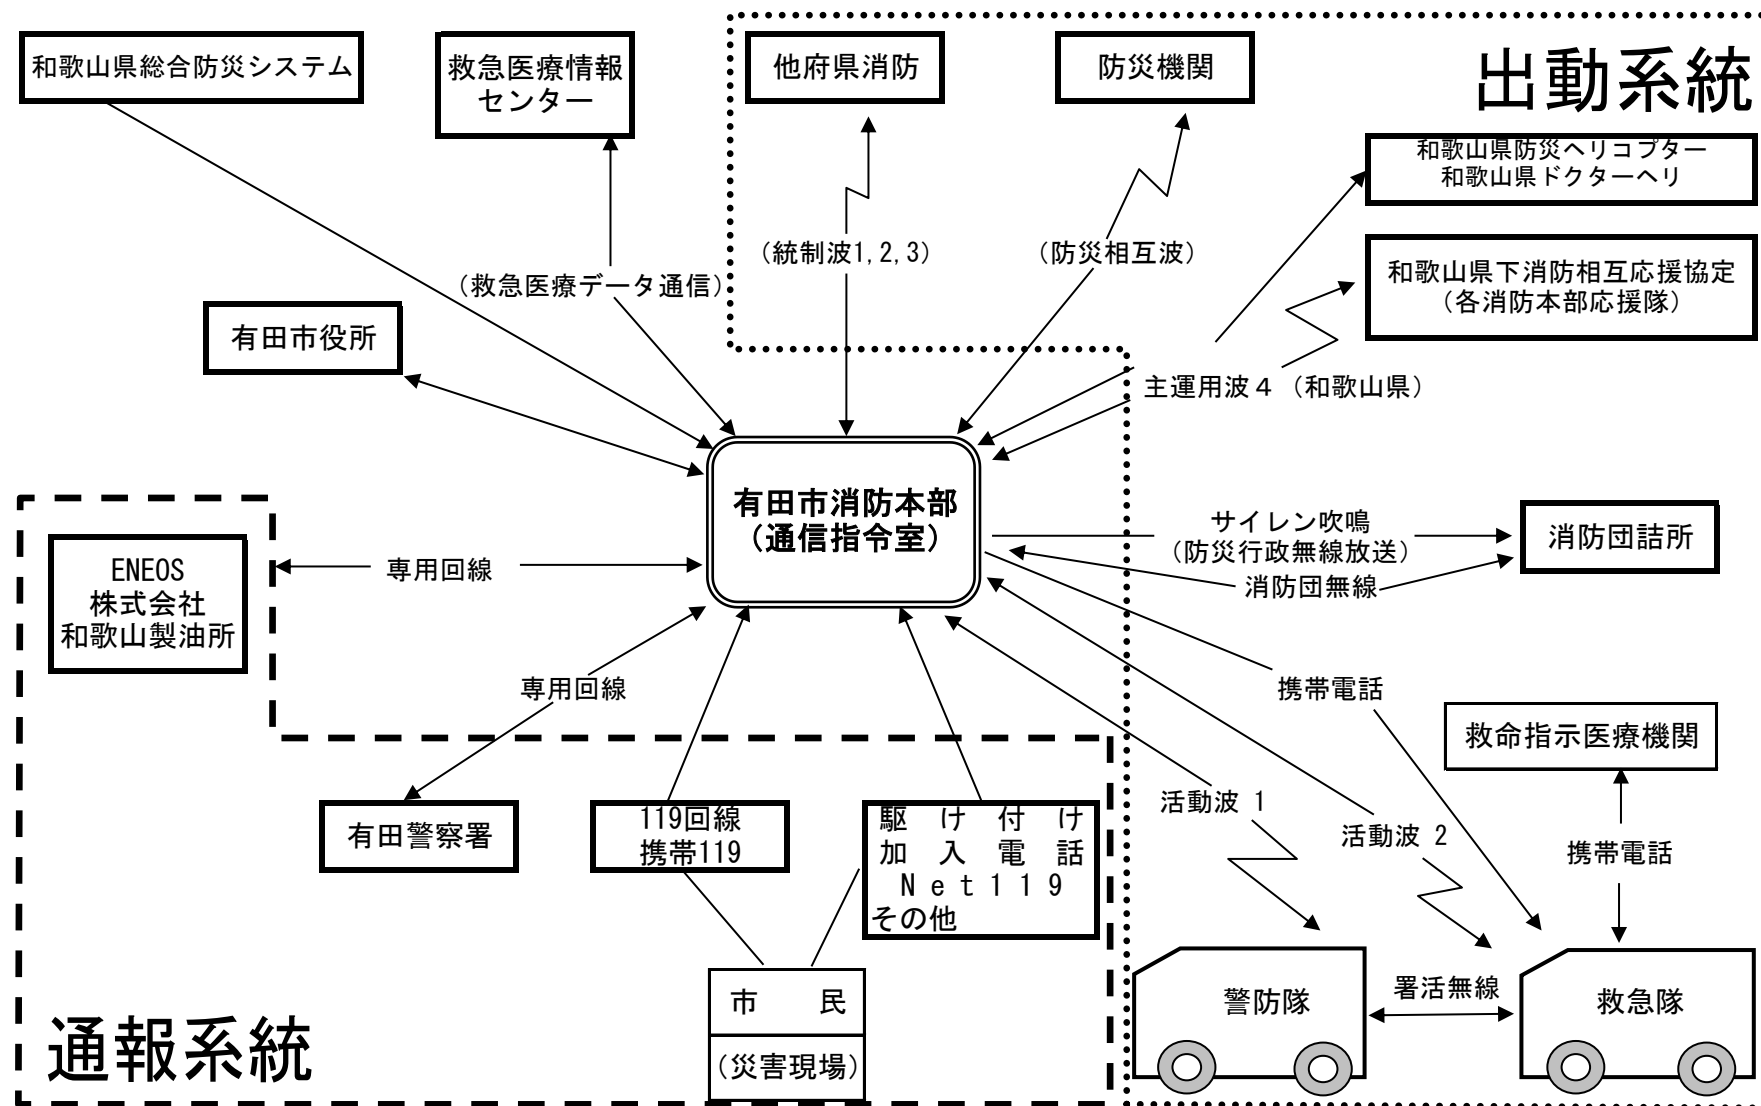 和歌山県総合防災システム
救急医療情報
センター
他府県消防
防災機関
出動系統
和歌山県防災ヘリコプター
和歌山県ドクターヘリ
(統制波1,2,3)
(防災相互波)
和歌山県下消防相互応援協定
(各消防本部応援隊)
(救急医療データ通信)
有田市役所
主運用波４(和歌山県)
有田市消防本部
(通信指令室)
サイレン吹鳴
(防災行政無線放送)
消防団無線
消防団詰所
ENEOS
株式会社
和歌山製油所
専用回線
専用回線
携帯電話
救命指示医療機関
活動波 1
活動波 2
携帯電話
有田警察署
119回線
携帯119
駆け付け
加入電話
Ｎｅｔ１１９
その他
市　民
(災害現場)
通報系統
警防隊
署活無線
救急隊